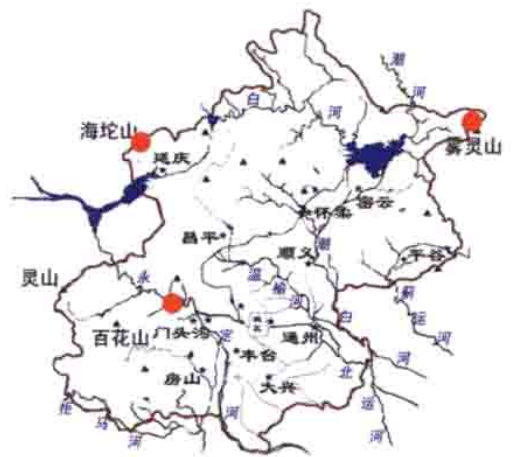 潮
河
白
河
海坨山
雾灵山
延庆
怀柔
密云
昌平
顺义
潮
平谷
灵山
永
温
榆
河
蓟
运
河
白
百花山
门头沟
定
通州
河
丰台
北
房山
大兴
运
拒
马
河
河
河